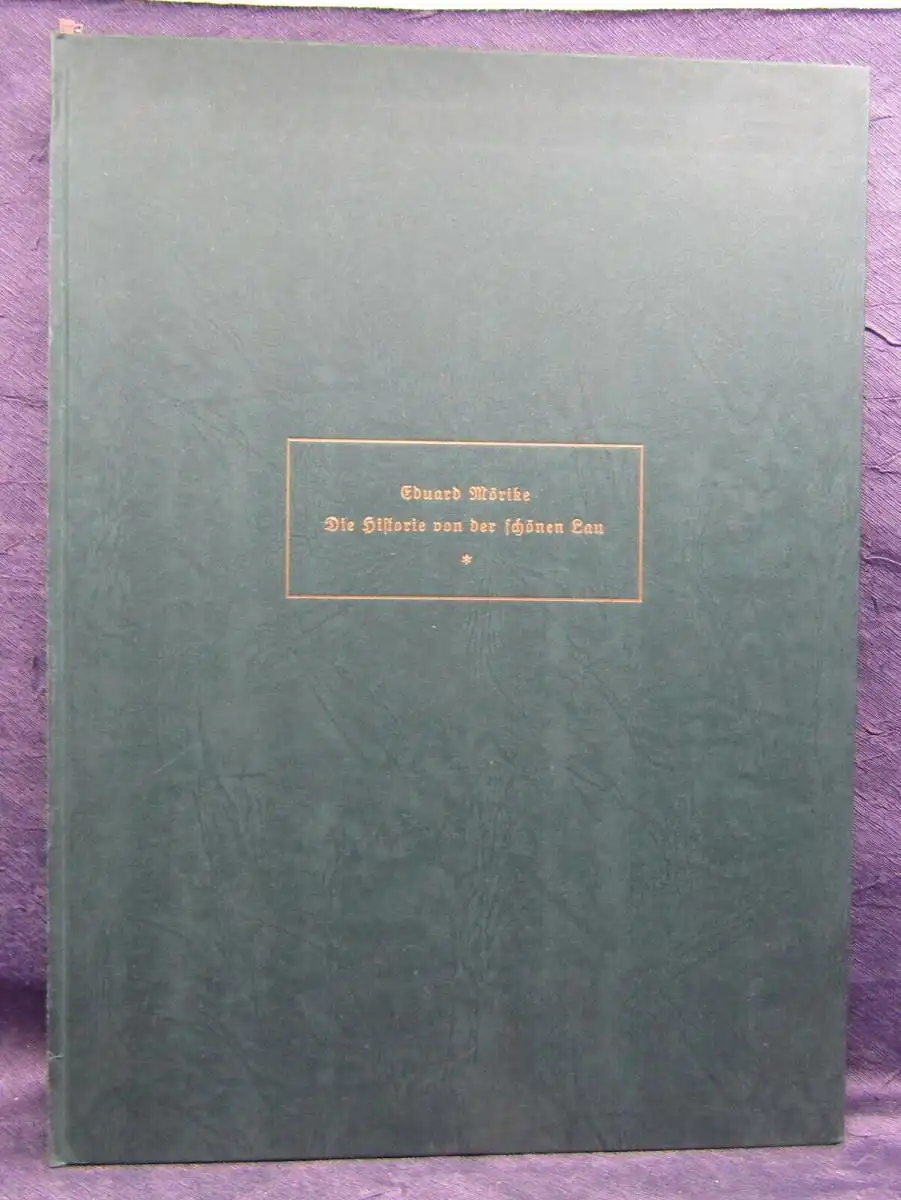 Eduard Mörike
Die Hiſtorie von der ſchönen Lau
*